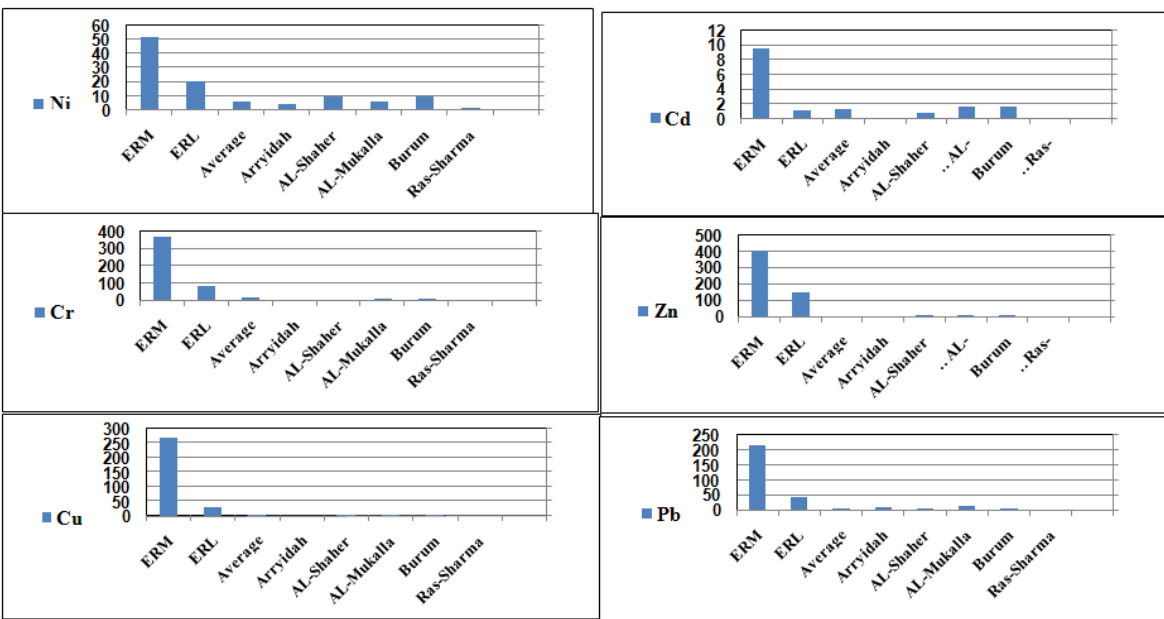 60
50
40
30
20
10
0
Ni
ERM
ERL
Average
Arryidah
AL-Shaher
AL-Mukalla
Burum
Ras-Sharma
12
10
8
6
4
2
0
Cd
ERM
ERL
Average
Arryidah
AL-Shaher
..AL-
Burum
..Ras-
400
300
200
100
0
Cr
ERM
ERL
Average
Arryidah
AL-Shaher
AL-Mukalla
Burum
Ras-Sharma
500
400
300
200
100
0
Zn
ERM
ERL
Average
Arryidah
AL-Shaher
..AL-
Burum
..Ras-
300
250
200
150
100
50
0
Cu
ERM
ERL
Average
Arryidah
AL-Shaher
AL-Mukalla
Burum
Ras-Sharma
250
200
150
100
50
0
Pb
ERM
ERL
Average
Arryidah
AL-Shaher
AL-Mukalla
Burum
Ras-Sharma